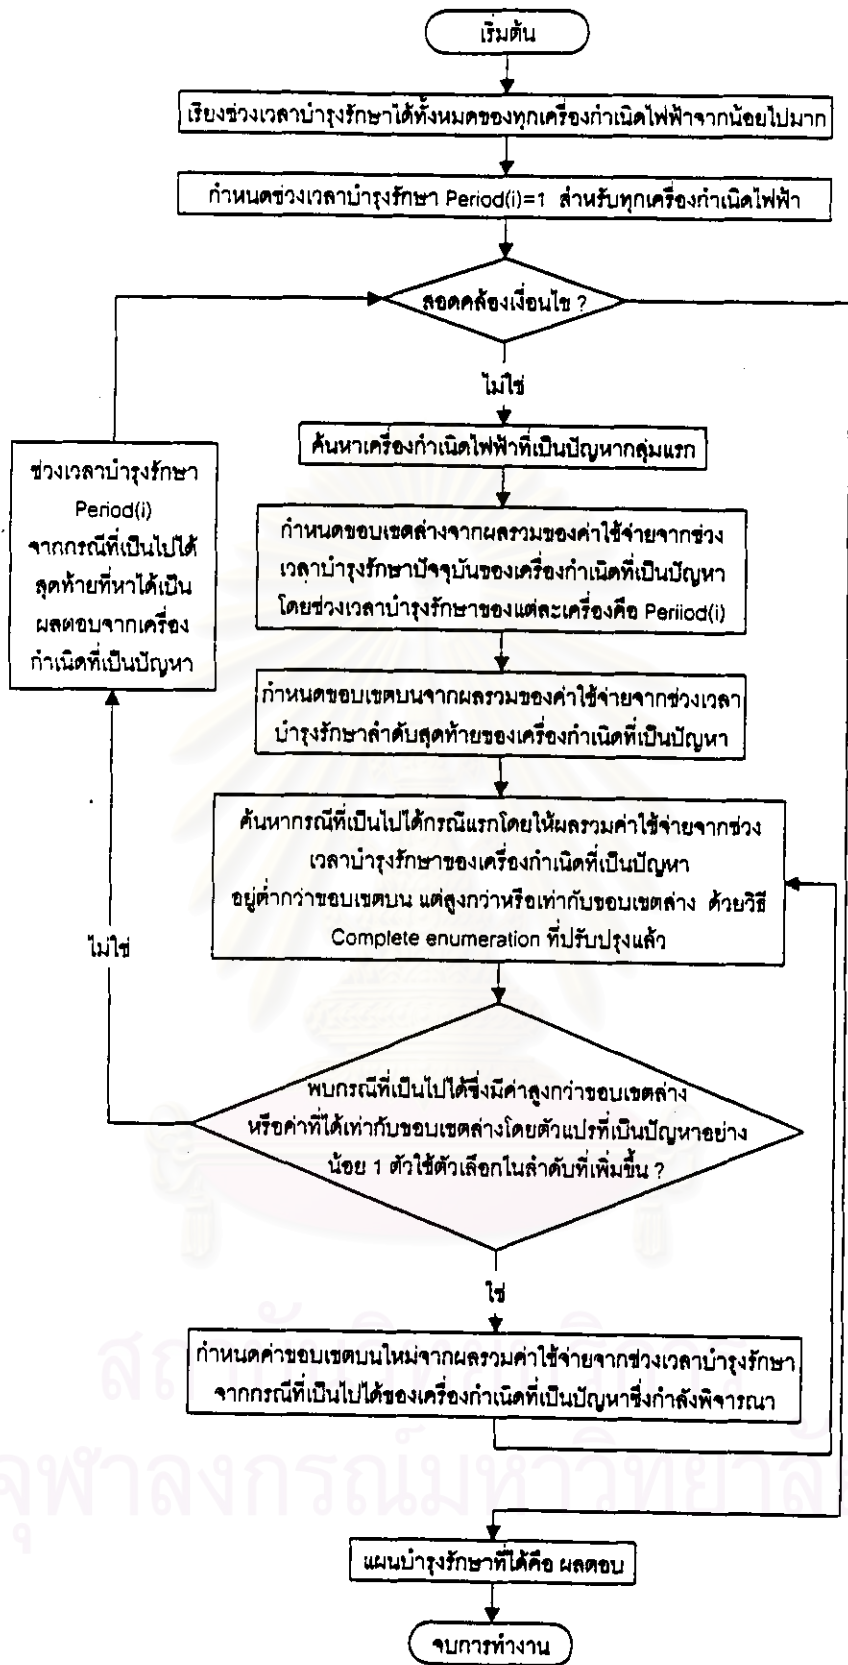 เริ่มต้น
เรียงช่วงเวลาบำรุงรักษาได้ทั้งหมดของทุกเครื่องกำเนิดไฟฟ้าจากน้อยไปมาก
กำหนดช่วงเวลาบำรุงรักษา Period(i)=1 สำหรับทุกเครื่องกำเนิดไฟฟ้า
สอดคล้องเงื่อนไข ?
ไม่ใช่
ค้นหาเครื่องกำเนิดไฟฟ้าที่เป็นปัญหากลุ่มแรก
ช่วงเวลาบำรุงรักษา
Period(i)
จากกรณีที่เป็นไปได้
สุดท้ายที่หาได้เป็น
ผลตอบจากเครื่อง
กำเนิดที่เป็นปัญหา
กำหนดขอบเขตล่างจากผลรวมของค่าใช้จ่ายจากช่วง
เวลาบำรุงรักษาปัจจุบันของเครื่องกำเนิดที่เป็นปัญหา
โดยช่วงเวลาบำรุงรักษาของแต่ละเครื่องคือ Periiod(i)
กำหนดขอบเขตบนจากผลรวมของค่าใช้จ่ายจากช่วงเวลา
บำรุงรักษาลำดับสุดท้ายของเครื่องกำเนิดที่เป็นปัญหา
ค้นหากรณีที่เป็นไปได้กรณีแรกโดยให้ผลรวมค่าใช้จ่ายจากช่วง
เวลาบำรุงรักษาของเครื่องกำเนิดที่เป็นปัญหา
อยู่ต่ำกว่าขอบเขตบน แต่สูงกว่าหรือเท่ากับขอบเขตล่าง ด้วยวิธี
Complete enumeration ที่ปรับปรุงแล้ว
ไม่ใช่
พบกรณีที่เป็นไปได้ซึ่งมีค่าสูงกว่าขอบเขตล่าง
หรือค่าที่ได้เท่ากับขอบเขตล่างโดยตัวแปรที่เป็นปัญหาอย่าง
น้อย 1 ตัวใช้ตัวเลือกในลำดับที่เพิ่มขึ้น ?
ใช่
กำหนดค่าขอบเขตบนใหม่จากผลรวมค่าใช้จ่ายจากช่วงเวลาบำรุงรักษา
จากกรณีที่เป็นไปได้ของเครื่องกำเนิดที่เป็นปัญหาซึ่งกำลังพิจารณา
แผนบำรุงรักษาที่ได้คือ ผลตอบ
จบการทำงาน